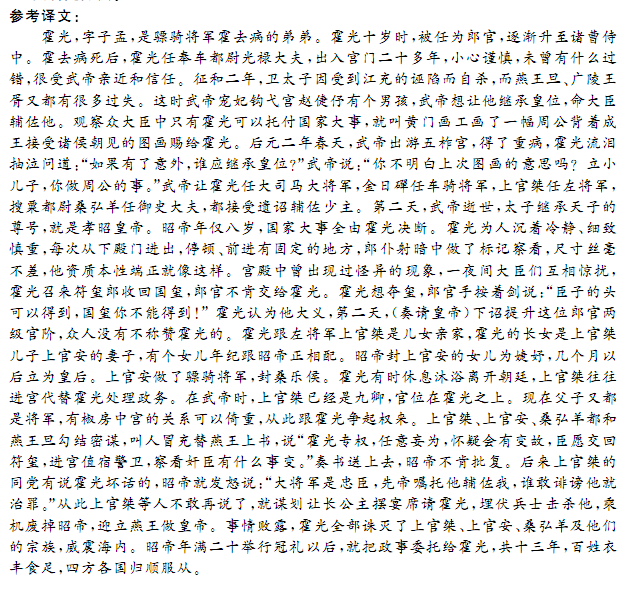 参考译文：
霍光，字子孟，是骠骑将军霍去病的弟弟。霍光十岁时，被任为郎官，逐渐升至诸曹侍
中。霍去病死后，霍光任奉车都尉光禄大夫，出入宫门二十多年，小心谨慎，未曾有什么过
错，很受武帝亲近和信任。征和二年，卫太子因受到江充的诬陷而自杀，而燕王旦、广陵王
胥又都有很多过失。这时武帝宠妃钩弋宫赵倢伃有个男孩，武帝想让他继承皇位，命大臣
辅佐他。观察众大臣中只有霍光可以托付国家大事，就叫黄门画工画了一幅周公背着成
王接受诸侯朝见的图画赐给霍光。后元二年春天，武帝出游五柞宫，得了重病，霍光流泪
抽泣问道：“如果有了意外，谁应继承皇位？”武帝说：“你不明白上次图画的意思吗？立小
儿子，你做周公的事。”武帝让霍光任大司马大将军，金日磾任车骑将军，上官桀任左将军，
搜粟都尉桑弘羊任御史大夫，都接受遗诏辅佐少主。第二天，武帝逝世，太子继承天子的
尊号，就是孝昭皇帝。昭帝年仅八岁，国家大事全由霍光决断。霍光为人沉着冷静、细致
慎重，每次从下殿门进出，停顿、前进有固定的地方，郎仆射暗中做了标记察看，尺寸丝毫
不差，他资质本性端正就像这样。宫殿中曾出现过怪异的现象，一夜间大臣们互相惊扰，
霍光召来符玺郎收回国玺，郎官不肯交给霍光。霍光想夺玺，郎官手按着剑说：“臣子的头
可以得到，国玺你不能得到！”霍光认为他大义，第二天，（奏请皇帝）下诏提升这位郎官两
级官阶，众人没有不称赞霍光的。霍光跟左将军上官桀是儿女亲家，霍光的长女是上官桀
儿子上官安的妻子，有个女儿年纪跟昭帝正相配。昭帝封上官安的女儿为婕妤，几个月以
后立为皇后。上官安做了骠骑将军，封桑乐侯。霍光有时休息沐浴离开朝廷，上官桀往往
进宫代替霍光处理政务。在武帝时，上官桀已经是九卿，官位在霍光之上。现在父子又都
是将军，有椒房中宫的关系可以倚重，从此跟霍光争起权来。上官桀、上官安、桑弘羊都和
燕王旦勾结密谋，叫人冒充替燕王上书，说“霍光专权，任意妄为，怀疑会有变故，臣愿交回
符玺，进宫值宿警卫，察看奸臣有什么事变。”奏书送上去，昭帝不肯批复。后来上官桀的
同党有说霍光坏话的，昭帝就发怒说：“大将军是忠臣，先帝嘱托他辅佐我，谁敢诽谤他就
治罪。”从此上官桀等人不敢再说了，就谋划让长公主摆宴席请霍光，埋伏兵士击杀他，乘
机废掉昭帝，迎立燕王做皇帝。事情败露，霍光全部诛灭了上官桀、上官安、桑弘羊及他们
的宗族，威震海内。昭帝年满二十举行冠礼以后，就把政事委托给霍光，共十三年，百姓衣
丰食足，四方各国归顺服从。